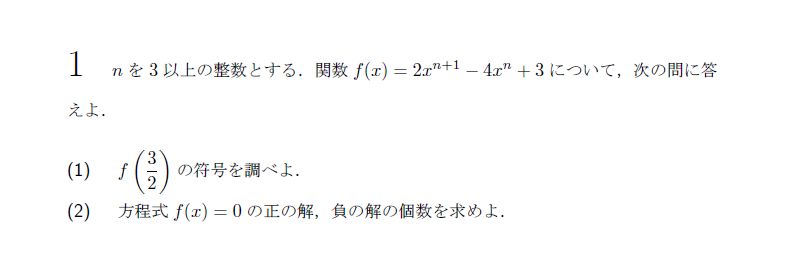 1 n を 3 以上の整数とする．関数 f(x) = 2x^{n+1} − 4x^n + 3 について，次の問に答
えよ．
(1) f(3/2) の符号を調べよ．
(2) 方程式 f(x) = 0 の正の解，負の解の個数を求めよ．